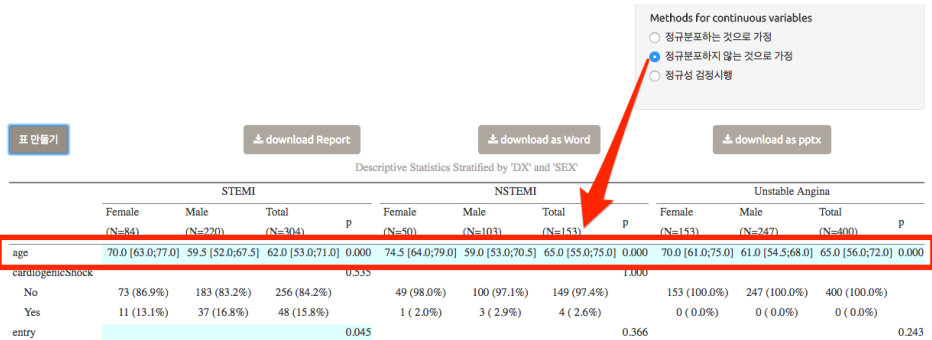 Methods for continuous variables
정규분포하는 것으로 가정
정규분포하지 않는 것으로 가정
정규성 검정시행
표 만들기 download Report download as Word download as pptx
Descriptive Statistics Stratified by 'DX' and 'SEX'
STEMI NSTEMI Unstable Angina
Female Male Total p Female Male Total p Female Male Total p
(N=84) (N=220) (N=304) (N=50) (N=103) (N=153) (N=153) (N=247) (N=400)
age 70.0 [63.0;77.0] 59.5 [52.0;67.5] 62.0 [53.0;71.0] 0.000 74.5 [64.0;79.0] 59.0 [53.0;70.5] 65.0 [55.0;75.0] 0.000 70.0 [61.0;75.0] 61.0 [54.5;68.0] 65.0 [56.0;72.0] 0.000
cardiogenicShock 0.535 1.000
No 73 (86.9%) 183 (83.2%) 256 (84.2%) 49 (98.0%) 100 (97.1%) 149 (97.4%) 153 (100.0%) 247 (100.0%) 400 (100.0%)
Yes 11 (13.1%) 37 (16.8%) 48 (15.8%) 1 ( 2.0%) 3 ( 2.9%) 4 ( 2.6%) 0 ( 0.0%) 0 ( 0.0%) 0 ( 0.0%)
entry 0.045 0.366 0.243